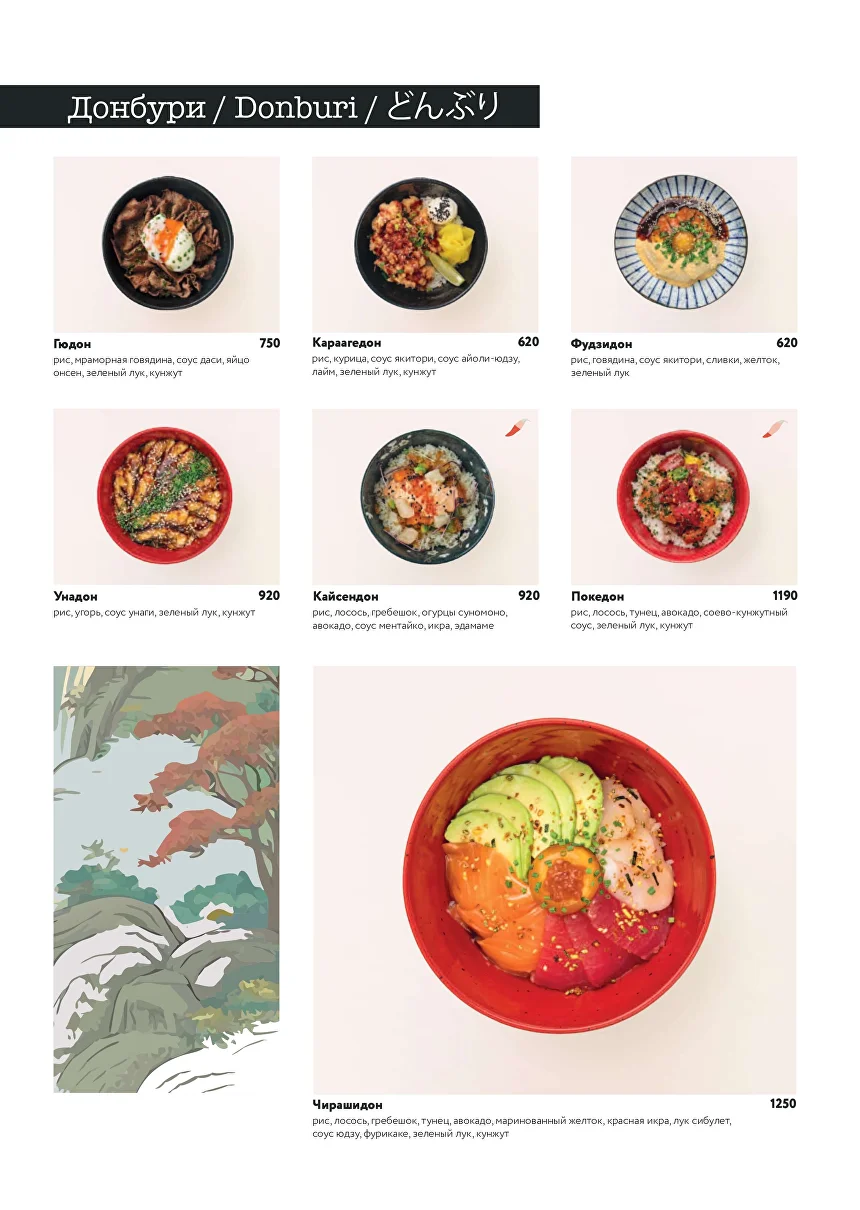 Донбури / Donburi / どんぶり
Гюдон 750
рис, мраморная говядина, соус даси, яйцо
онсен, зеленый лук, кунжут
Караагедон 620
рис, курица, соус якитори, соус айоли-юдзу,
лайм, зеленый лук, кунжут
Фудзидон 620
рис, говядина, соус якитори, сливки, желток,
зеленый лук
Унадон 920
рис, угорь, соус унаги, зеленый лук, кунжут
Кайсендон 920
рис, лосось, гребешок, огурцы суномоно,
авокадо, соус ментайко, икра, эдамаме
Покедон 1190
рис, лосось, тунец, авокадо, соево-кунжутный
соус, зеленый лук, кунжут
Чирашидон 1250
рис, лосось, гребешок, тунец, авокадо, маринованный желток, красная икра, лук сибулет,
соус юдзу, фурикаке, зеленый лук, кунжут